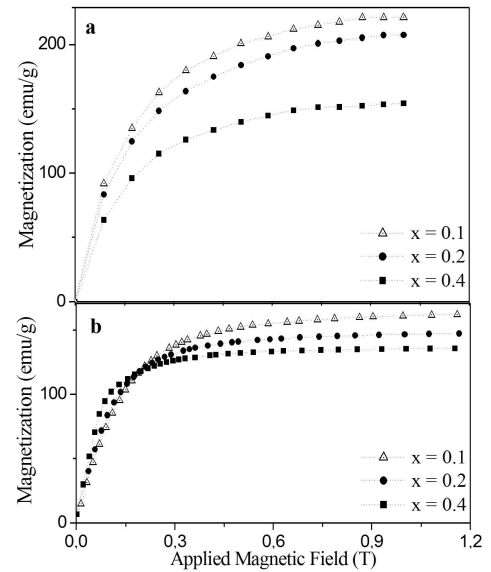 a
200
100
0
Magnetization (emu/g)
x = 0.1
x = 0.2
x = 0.4
b
100
0
Magnetization (emu/g)
x = 0.1
x = 0.2
x = 0.4
0,0 0,3 0,6 0,9 1,2
Applied Magnetic Field (T)